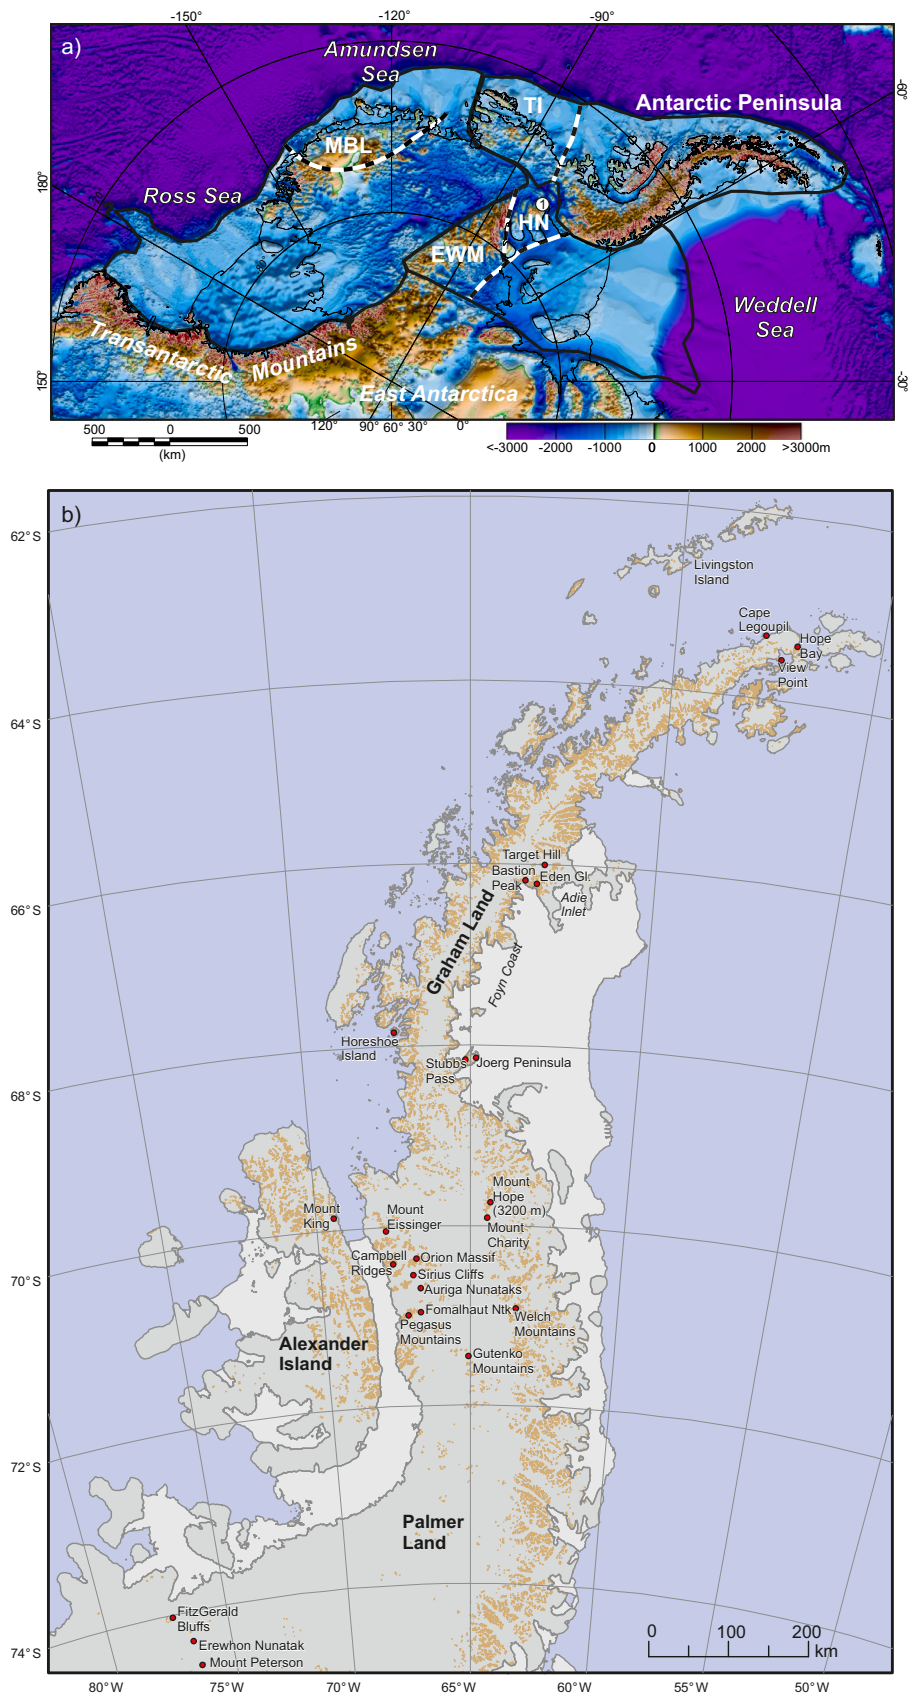 -150°
-120°
-90°
a)
Amundsen
Sea
-60°
TI
Antarctic Peninsula
MBL
180°
Ross Sea
1
HN
EWM
Weddell
Sea
Transantarctic
Mountains
150°
-30°
East Antarctica
500
0
500
(km)
120°
90°
60°
30°
0°
<-3000
-2000
-1000
0
1000
2000
>3000m
b)
62°S
Livingston
Island
Cape
Legoupil
Hope
Bay
View
Point
64°S
Target Hill
Bastion
Peak
Eden Gl.
Adie
Inlet
66°S
Graham Land
Foyn Coast
Horeshoe
Island
Stubbs
Pass
Joerg Peninsula
68°S
Mount
Hope
(3200 m)
Mount
King
Mount
Eissinger
Mount
Charity
Campbell
Ridges
Orion Massif
Sirius Cliffs
70°S
Auriga Nunataks
Fomalhaut Ntk
Pegasus
Mountains
Welch
Mountains
Alexander
Island
Gutenko
Mountains
72°S
Palmer
Land
FitzGerald
Bluffs
Erewhon Nunatak
Mount Peterson
74°S
0
100
200
km
80°W
75°W
70°W
65°W
60°W
55°W
50°W